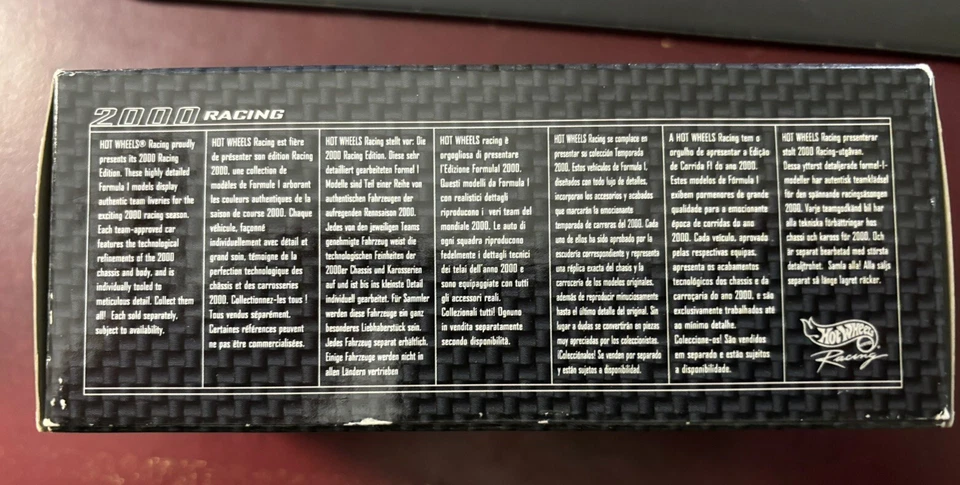 2000 RACING
HOT WHEELS® Racing proudly
presents its 2000 Racing
Edition. These highly detailed
Formula I models display
authentic team liveries for the
exciting 2000 racing season.
Each team-approved car
features the technological
refinements of the 2000
chassis and body, and is
individually tooled to
meticulous detail. Collect them
all! Each sold separately,
subject to availability.
HOT WHEELS Racing est fière
de présenter son édition Racing
2000, une collection de
modèles de Formule I arborant
les couleurs authentiques de la
saison de course 2000. Chaque
véhicule, façonné
individuellement avec détail et
grand soin, témoigne de la
perfection technologique des
châssis et des carrosseries
2000. Collectionnez-les tous !
Tous vendus séparément.
Certaines références peuvent
ne pas être commercialisées.
HOT WHEELS Racing stellt vor: Die
2000 Racing Edition. Diese sehr
detailliert gearbeiteten Formel I
Modelle sind Teil einer Reihe von
authentischen Fahrzeugen der
aufregenden Rennsaison 2000.
Jedes von den jeweiligen Teams
genehmigte Fahrzeug weist die
technologischen Feinheiten der
2000er Chassis und Karosserien
auf und ist bis ins kleinste Detail
individuell gearbeitet. Für Sammler
werden diese Fahrzeuge ein ganz
besonderes Liebhaberstück sein.
Jedes Fahrzeug separat erhältlich.
Einige Fahrzeuge werden nicht in
allen Ländern vertrieben
HOT WHEELS racing è
orgogliosa di presentare
l'Edizione Formula1 2000.
Questi modelli da Formula I
con realistici dettagli
riproducono i veri team del
mondiale 2000. Le auto di
ogni squadra riproducono
fedelmente i dettagli tecnici
dei telai dell'anno 2000 e
sono equipaggiate con tutti
gli accessori reali.
Collezionali tutti! Ognuno
in vendita separatamente
secondo disponibilità.
HOT WHEELS Racing se complace en
presentar su colección Temporada
2000. Estos vehículos de Fórmula I,
diseñados con todo lujo de detalles,
incorporan los accesorios y acabados
que marcarán la emocionante
temporada de carreras del 2000. Cada
uno de ellos ha sido aprobado por la
escudería correspondiente y representa
una réplica exacta del chasis y la
carrocería de los modelos originales,
además de reproducir minuciosamente
hasta el último detalle del original. Sin
lugar a dudas se convertirán en piezas
muy apreciadas por los coleccionistas.
¡Colecciónalos! Se venden por separado
y están sujetos a disponibilidad.
A HOT WHEELS Racing tem o
orgulho de apresentar a Edição
de Corrida F1 do ano 2000.
Estes modelos de Fórmula I
exibem pormenores de grande
qualidade para a emocionante
época de corridas do ano
2000. Cada veículo, aprovado
pelas respectivas equipas,
apresenta os acabamentos
tecnológicos dos chassis e da
carroçaria do ano 2000, e são
exclusivamente trabalhados até
ao mínimo detalhe.
Coleccione-os! São vendidos
em separado e estão sujeitos
a disponibilidade.
HOT WHEELS Racing presenterar
stolt 2000 Racing-utgåvan.
Dessa ytterst detaljerade formel-I-
modeller har autentisk teamklädsel
för den spännande racingsäsongen
2000. Varje teamgodkänd bil har
alla tekniska förbättringar hos
chassi och kaross för 2000. Och
är separat bearbetad med största
detaljtrohet. Samla alla! Alla säljs
separat så länge lagret räcker.
Hot Wheels
Racing